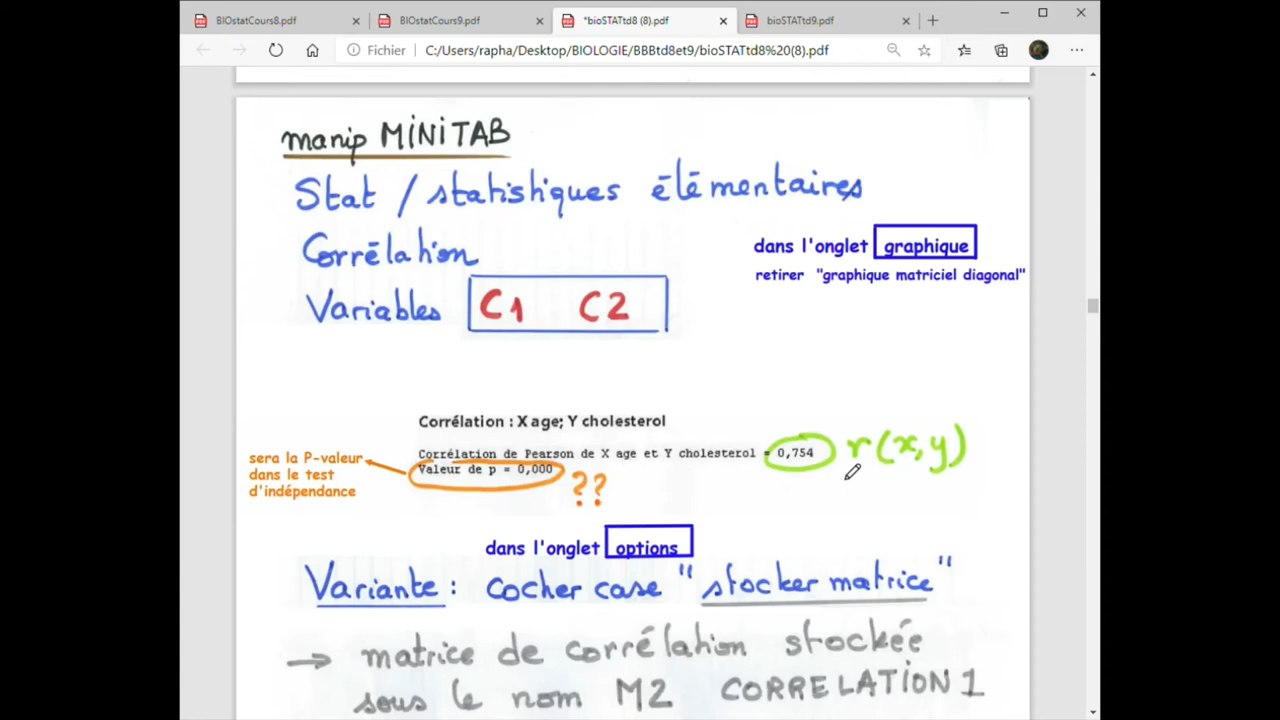 BIOstatCours8.pdf
BIOstatCours9.pdf
*bioSTATtd8 (8).pdf
bioSTATtd9.pdf
Fichier C:/Users/rapha/Desktop/BIOLOGIE/BBBtd8et9/bioSTATtd8%20(8).pdf
manip MINITAB
Stat / statistiques élémentaires
Corrélation
dans l'onglet graphique
retirer "graphique matriciel diagonal"
Variables C1 C2
Corrélation : X age; Y cholesterol
Corrélation de Pearson de X age et Y cholesterol = 0,754 r(x,y)
Valeur de p = 0,000 ??
sera la P-valeur
dans le test
d'indépendance
dans l'onglet options
Variante : Cocher case "stocker matrice"
→ matrice de corrélation stockée
sous le nom M2 CORRELATION 1